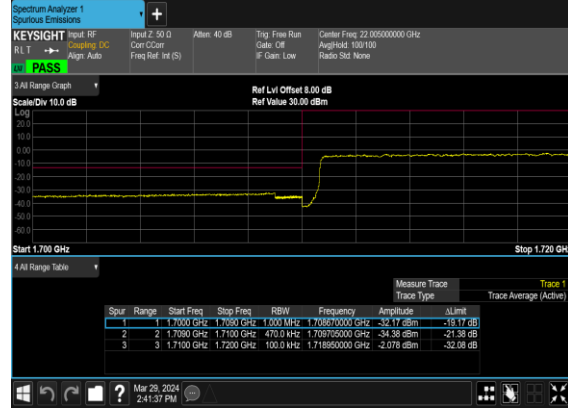 Spectrum Analyzer 1
Spurious Emissions
+
KEYSIGHT Input: RF Input Z: 50 Ω Atten: 40 dB Trig: Free Run Center Freq: 22.005000000 GHz
RLT Coupling: DC Corr CCorr Gate: Off Avg|Hold: 100/100
Align: Auto Freq Ref: Int (S) IF Gain: Low Radio Std: None
PASS
3 All Range Graph Ref Lvl Offset 8.00 dB
Scale/Div 10.0 dB Ref Value 30.00 dBm
Log
20.0
10.0
0.00
-10.0
-20.0
-30.0
-40.0
-50.0
-60.0
Start 1.700 GHz Stop 1.720 GH
4 All Range Table
Measure Trace Trace 1
Trace Type Trace Average (Active)
Spur Range Start Freq Stop Freq RBW Frequency Amplitude ΔLimit
1 1 1.7000 GHz 1.7090 GHz 1.000 MHz 1.708670000 GHz -32.17 dBm -19.17 dB
2 2 1.7090 GHz 1.7100 GHz 470.0 kHz 1.709705000 GHz -34.38 dBm -21.38 dB
3 3 1.7100 GHz 1.7200 GHz 100.0 kHz 1.718950000 GHz -2.078 dBm -32.08 dB
? Mar 29, 2024
2:41:37 PM